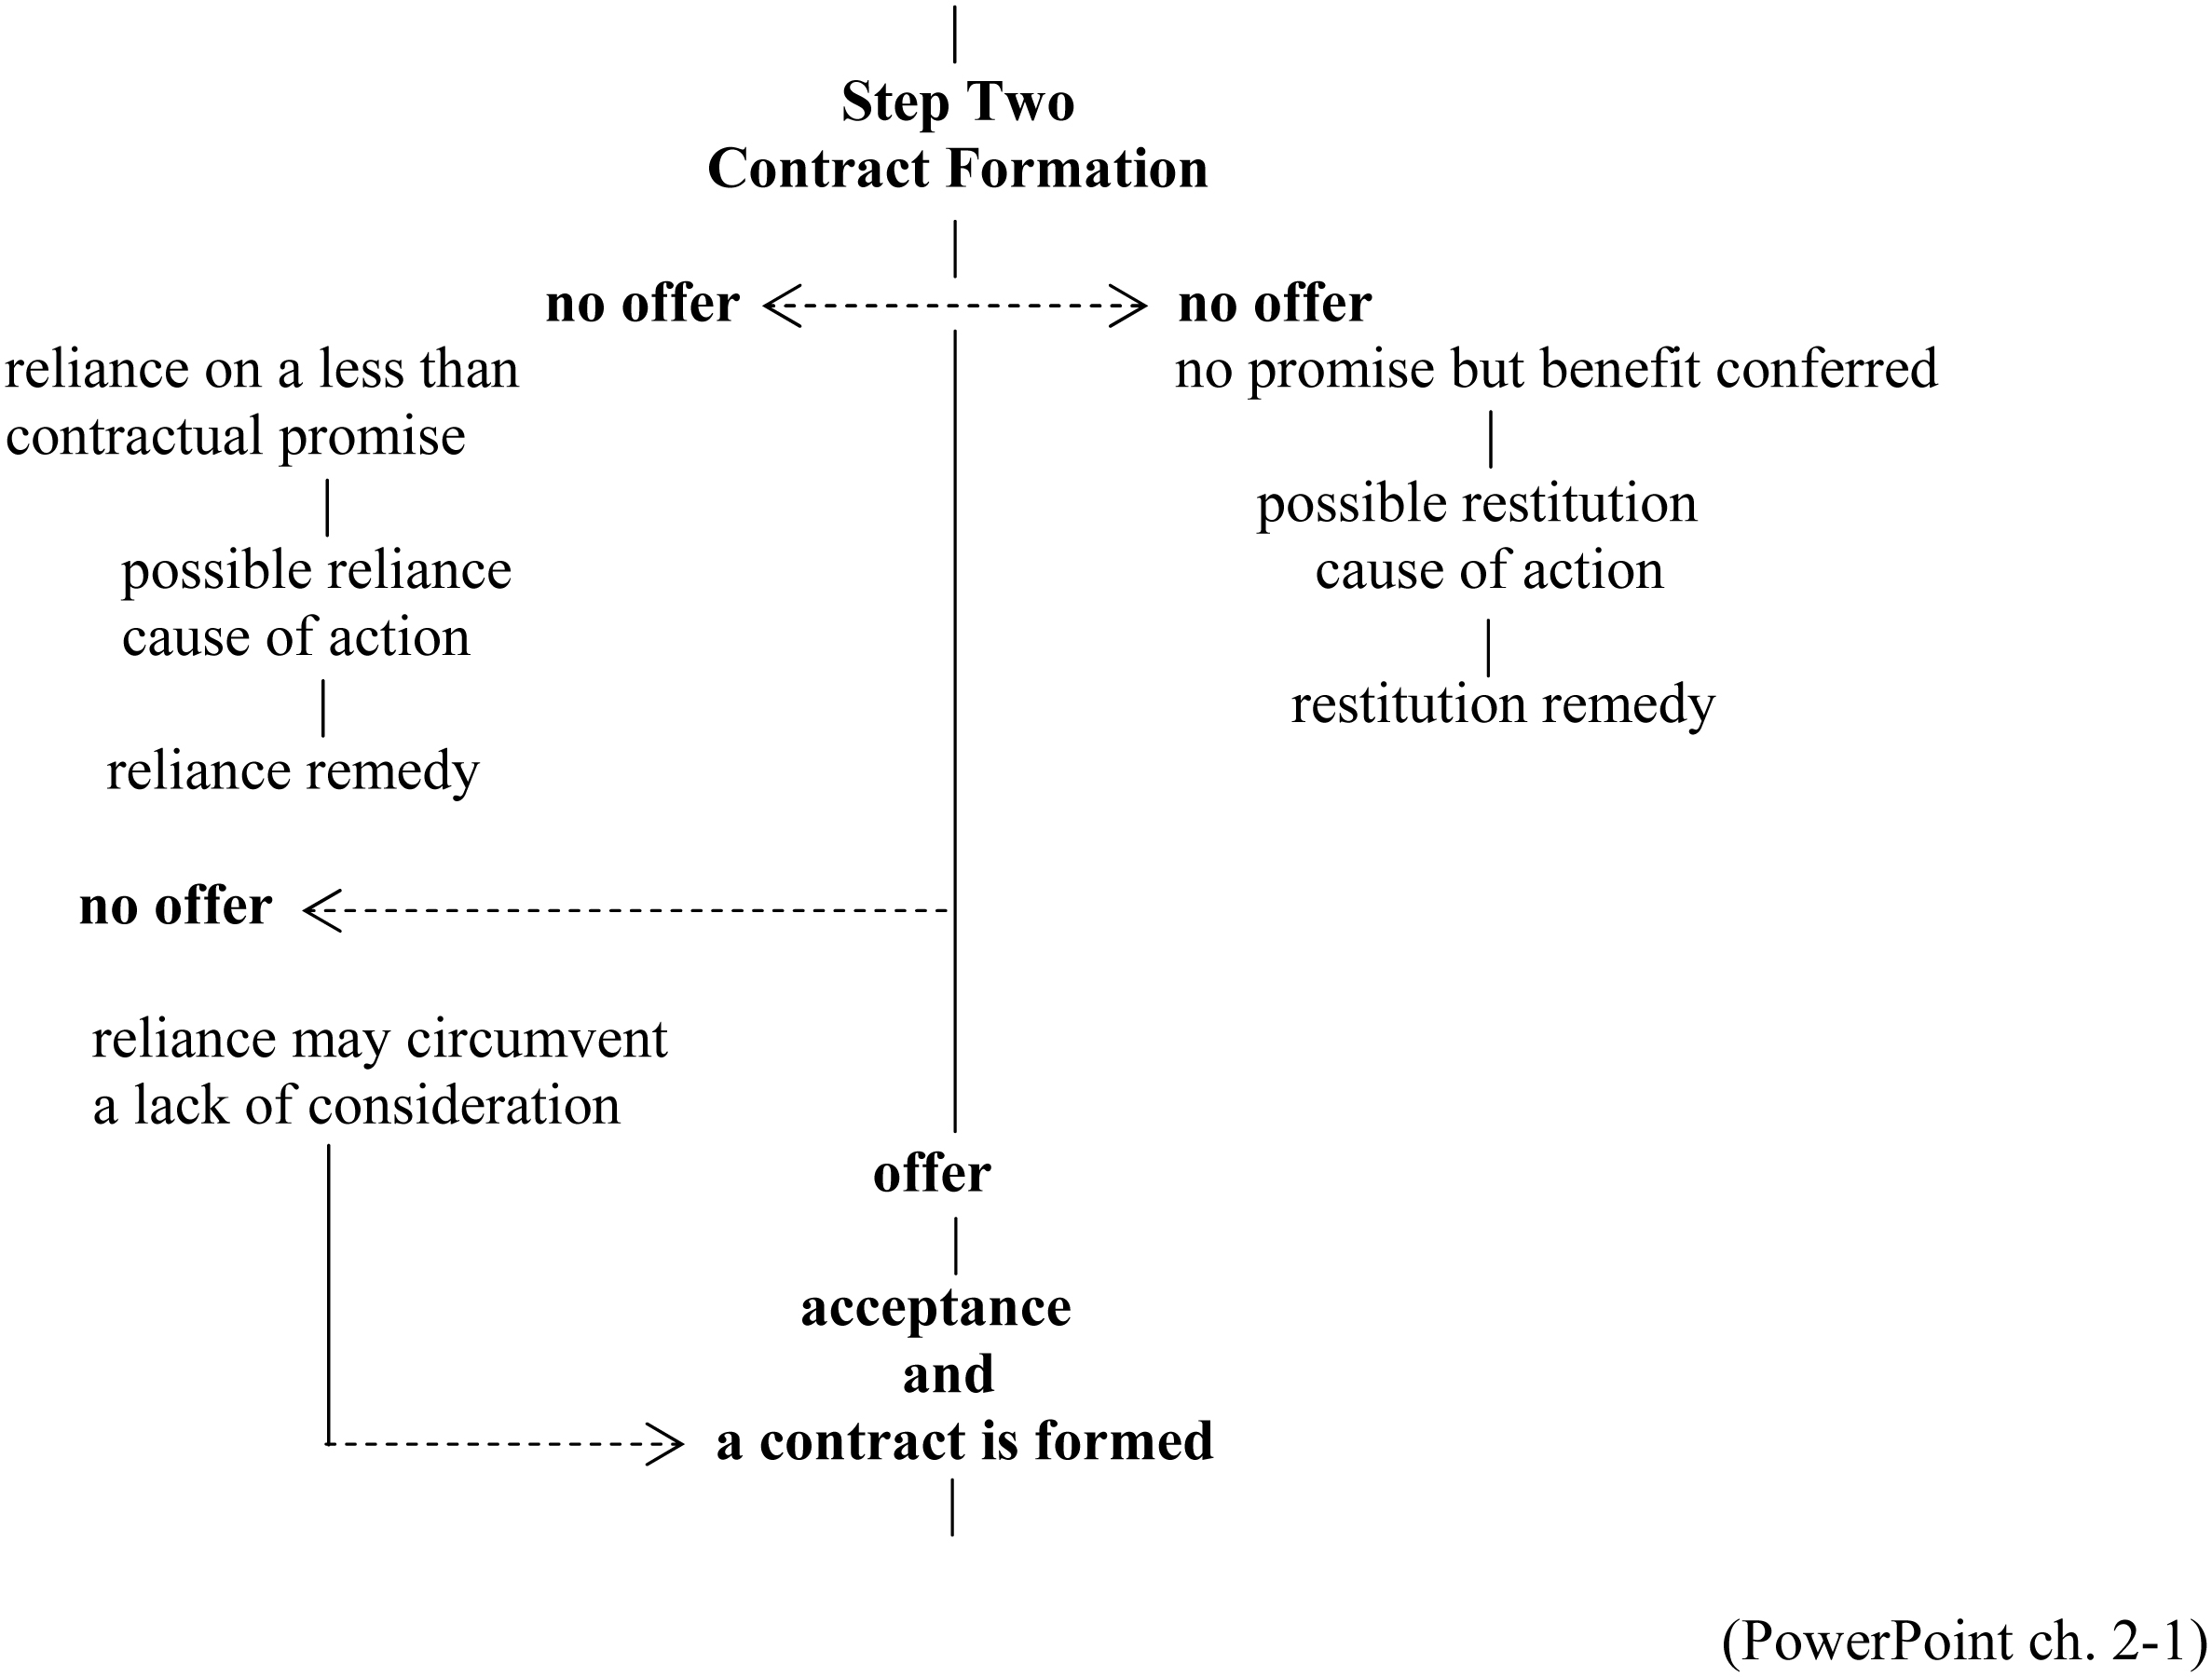 Step Two
Contract Formation
no offer
no offer
reliance on a less than
contractual promise
no promise but benefit conferred
possible reliance
cause of action
possible restitution
cause of action
reliance remedy
restitution remedy
no offer
reliance may circumvent
a lack of consideration
offer
acceptance
and
a contract is formed
(PowerPoint ch. 2-1)